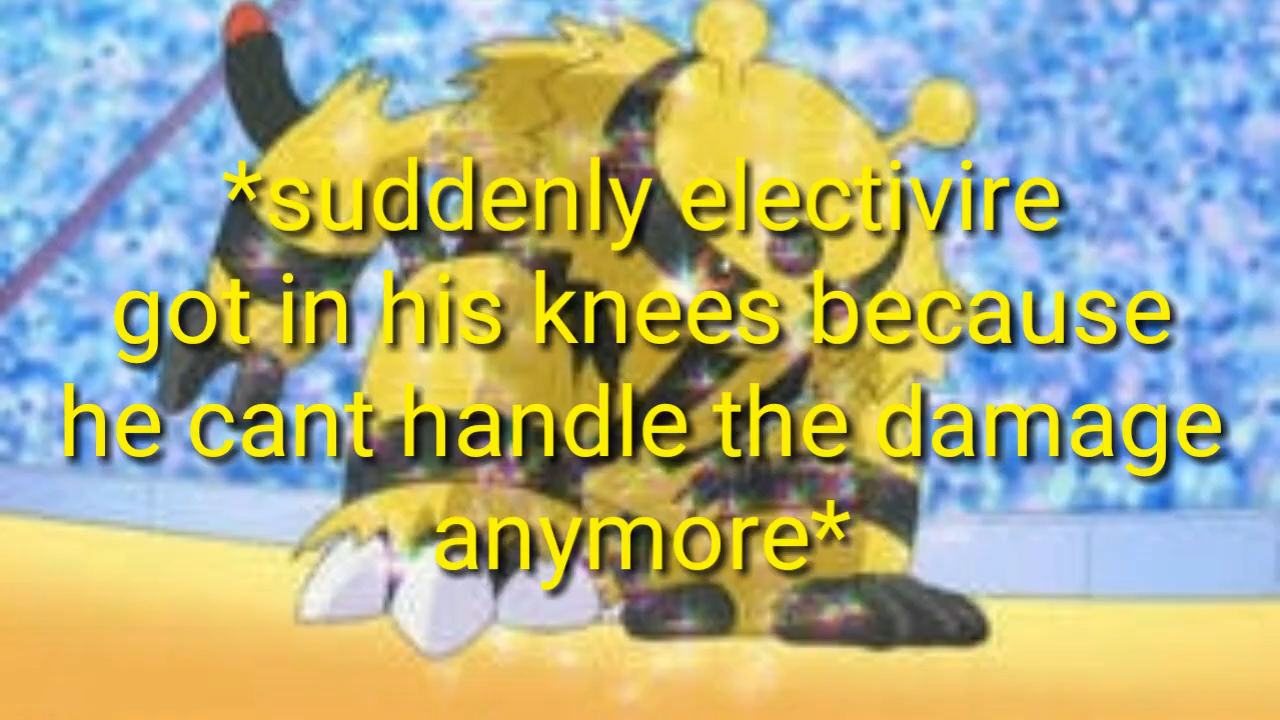 *suddenly electivire
got in his knees because
he cant handle the damage
anymore*